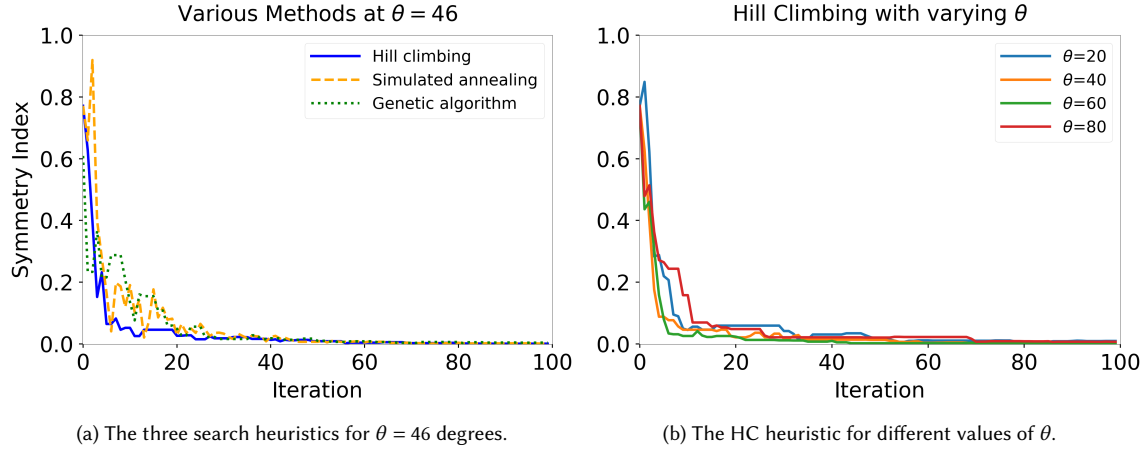 Various Methods at θ = 46
Symmetry Index
1.0
0.8
0.6
0.4
0.2
0.0
0 20 40 60 80 100
Iteration
Hill climbing
Simulated annealing
Genetic algorithm
(a) The three search heuristics for θ = 46 degrees.
Hill Climbing with varying θ
1.0
0.8
0.6
0.4
0.2
0.0
0 20 40 60 80 100
Iteration
θ=20
θ=40
θ=60
θ=80
(b) The HC heuristic for different values of θ.